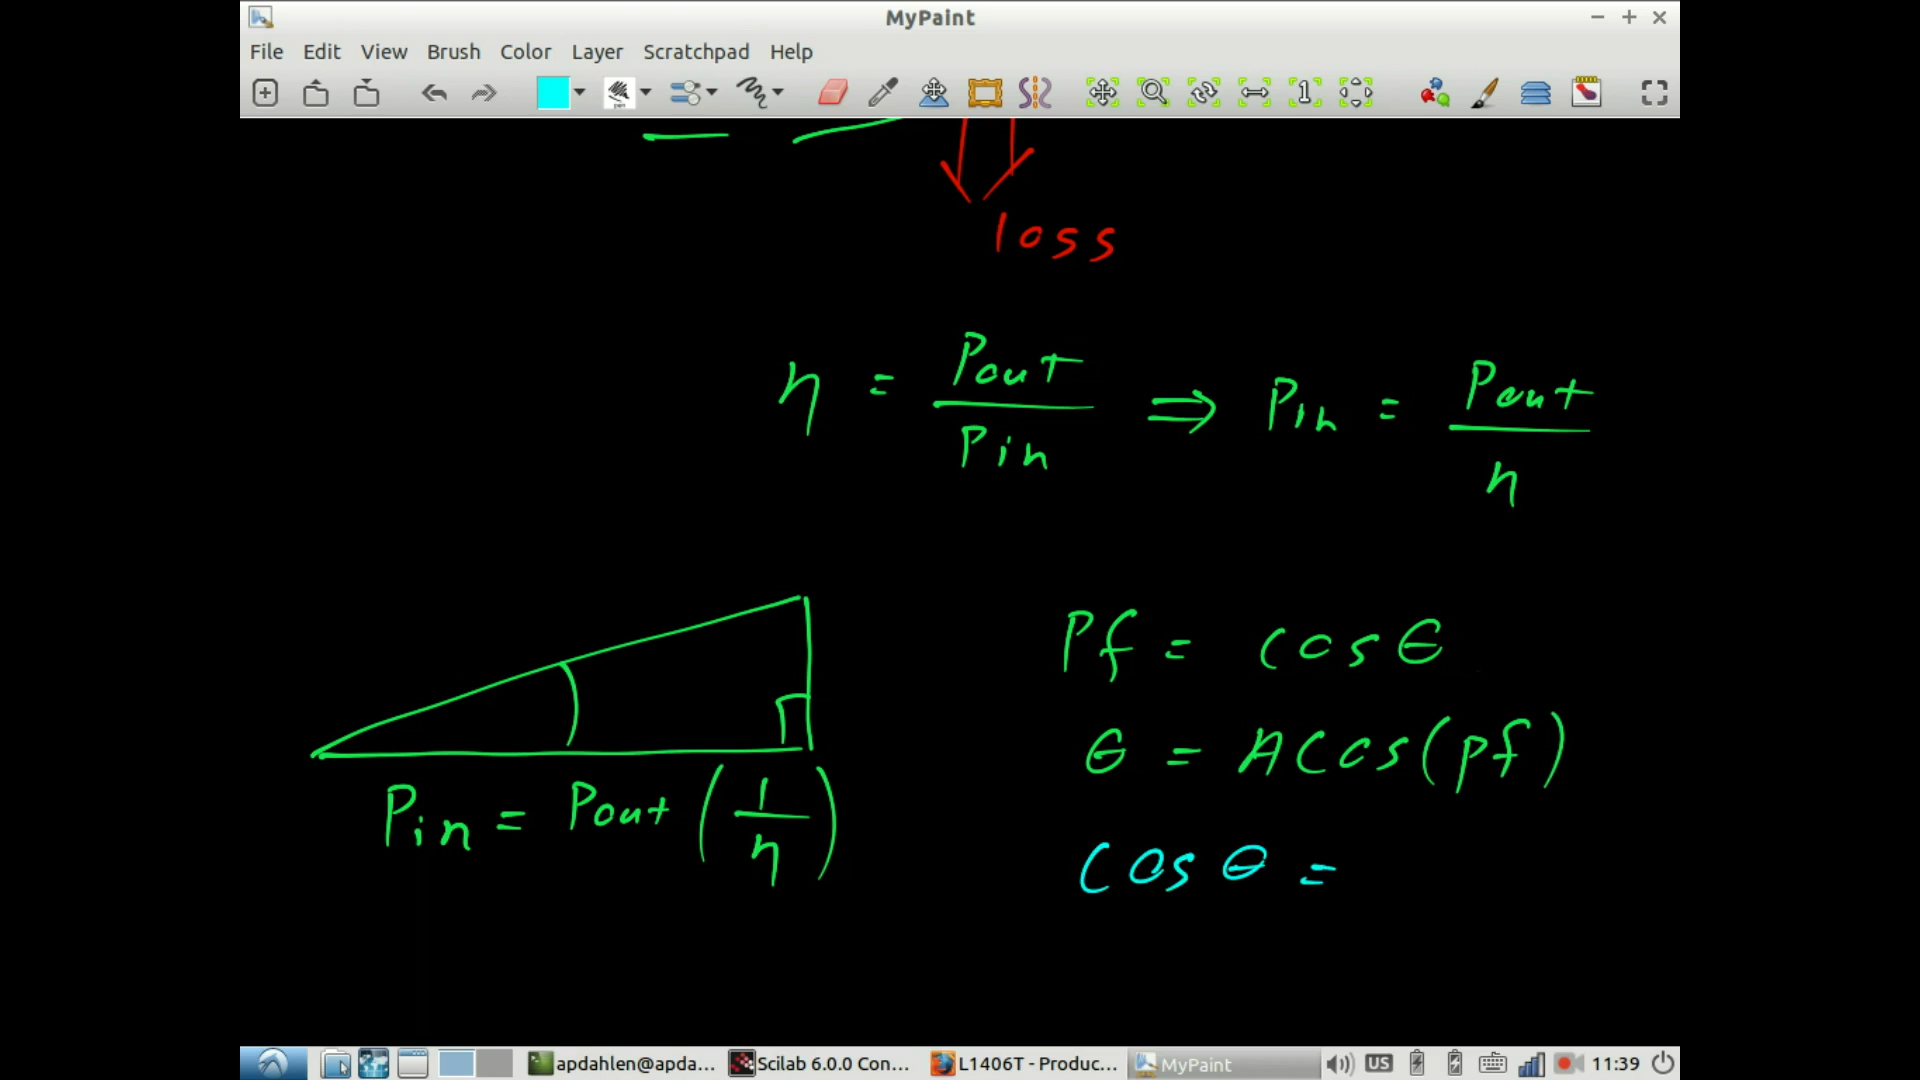 MyPaint
File Edit View Brush Color Layer Scratchpad Help
loss
η = Pout / Pin ⇒ Pin = Pout / η
Pf = cos θ
θ = ACos(pf)
Pin = Pout (1/η)
cos θ =
apdahlen@apda... Scilab 6.0.0 Con... L1406T - Produc... MyPaint US 11:39